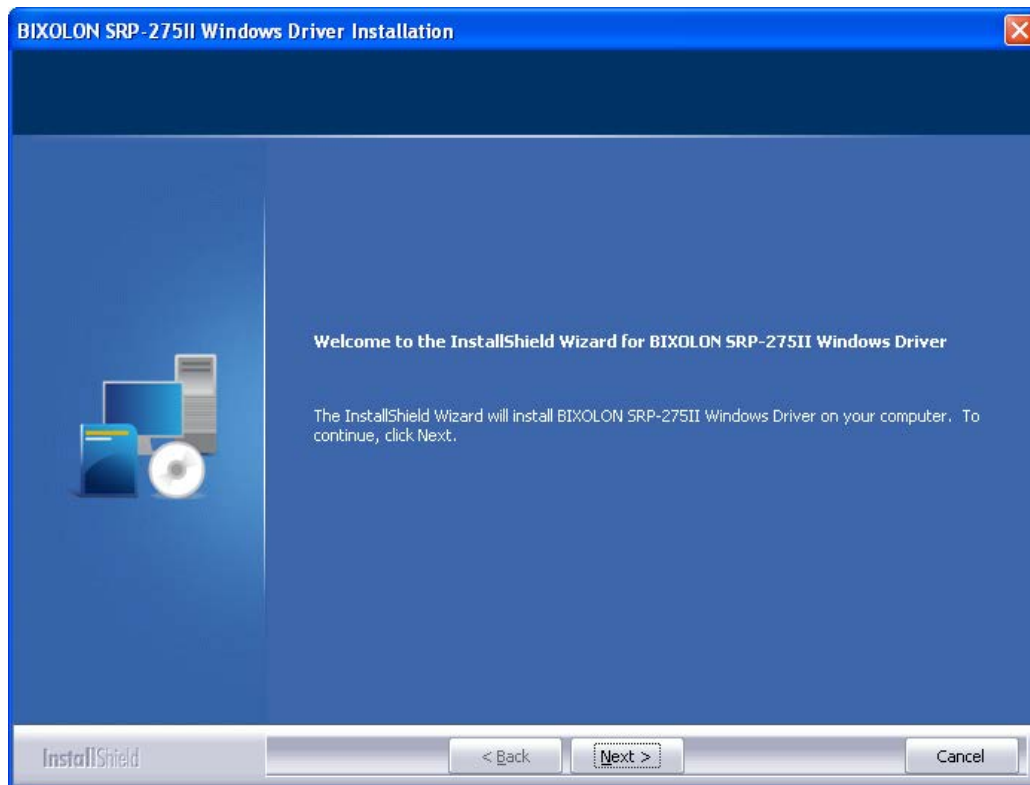 BIXOLON SRP-275II Windows Driver Installation
Welcome to the InstallShield Wizard for BIXOLON SRP-275II Windows Driver
The InstallShield Wizard will install BIXOLON SRP-275II Windows Driver on your computer. To
continue, click Next.
InstallShield
< Back
Next >
Cancel